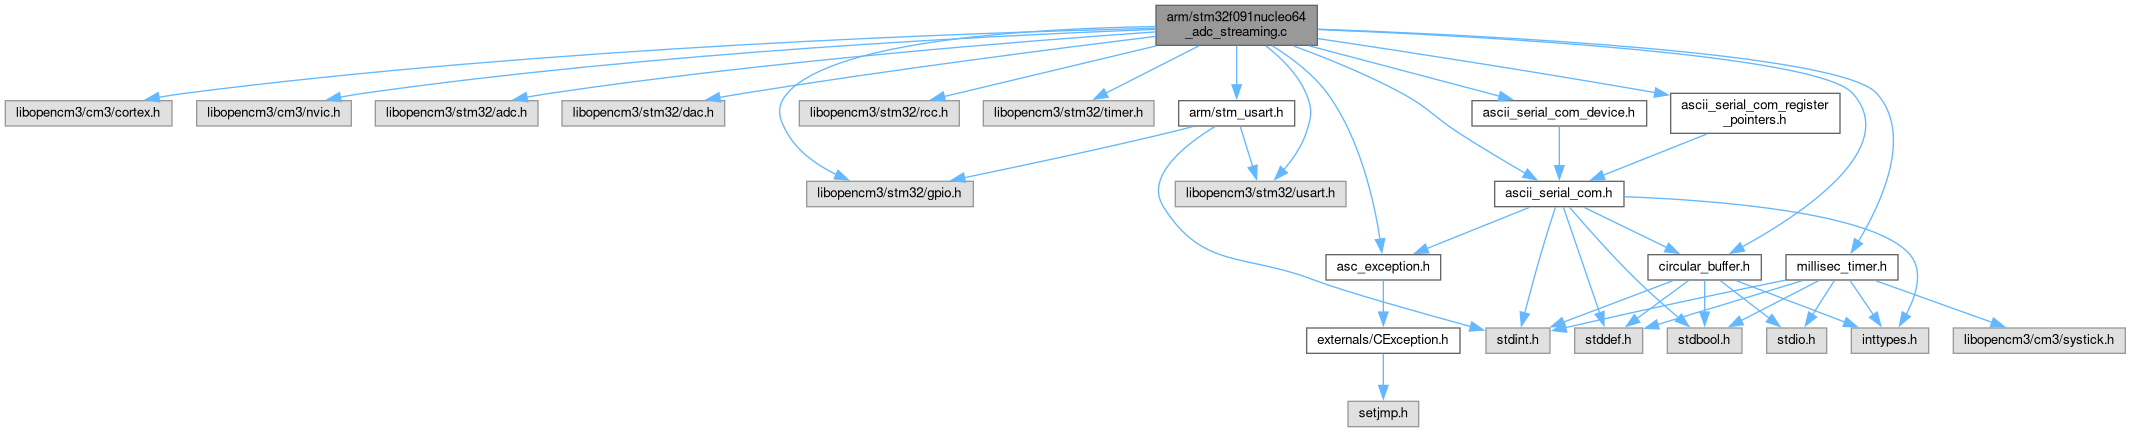 arm/stm32f091nucleo64
_adc_streaming.c
libopencm3/cm3/cortex.h
libopencm3/cm3/nvic.h
libopencm3/stm32/adc.h
libopencm3/stm32/dac.h
libopencm3/stm32/rcc.h
libopencm3/stm32/timer.h
arm/stm_usart.h
ascii_serial_com_device.h
ascii_serial_com_register
_pointers.h
libopencm3/stm32/gpio.h
libopencm3/stm32/usart.h
ascii_serial_com.h
asc_exception.h
circular_buffer.h
millisec_timer.h
externals/CException.h
stdint.h
stddef.h
stdbool.h
stdio.h
inttypes.h
libopencm3/cm3/systick.h
setjmp.h